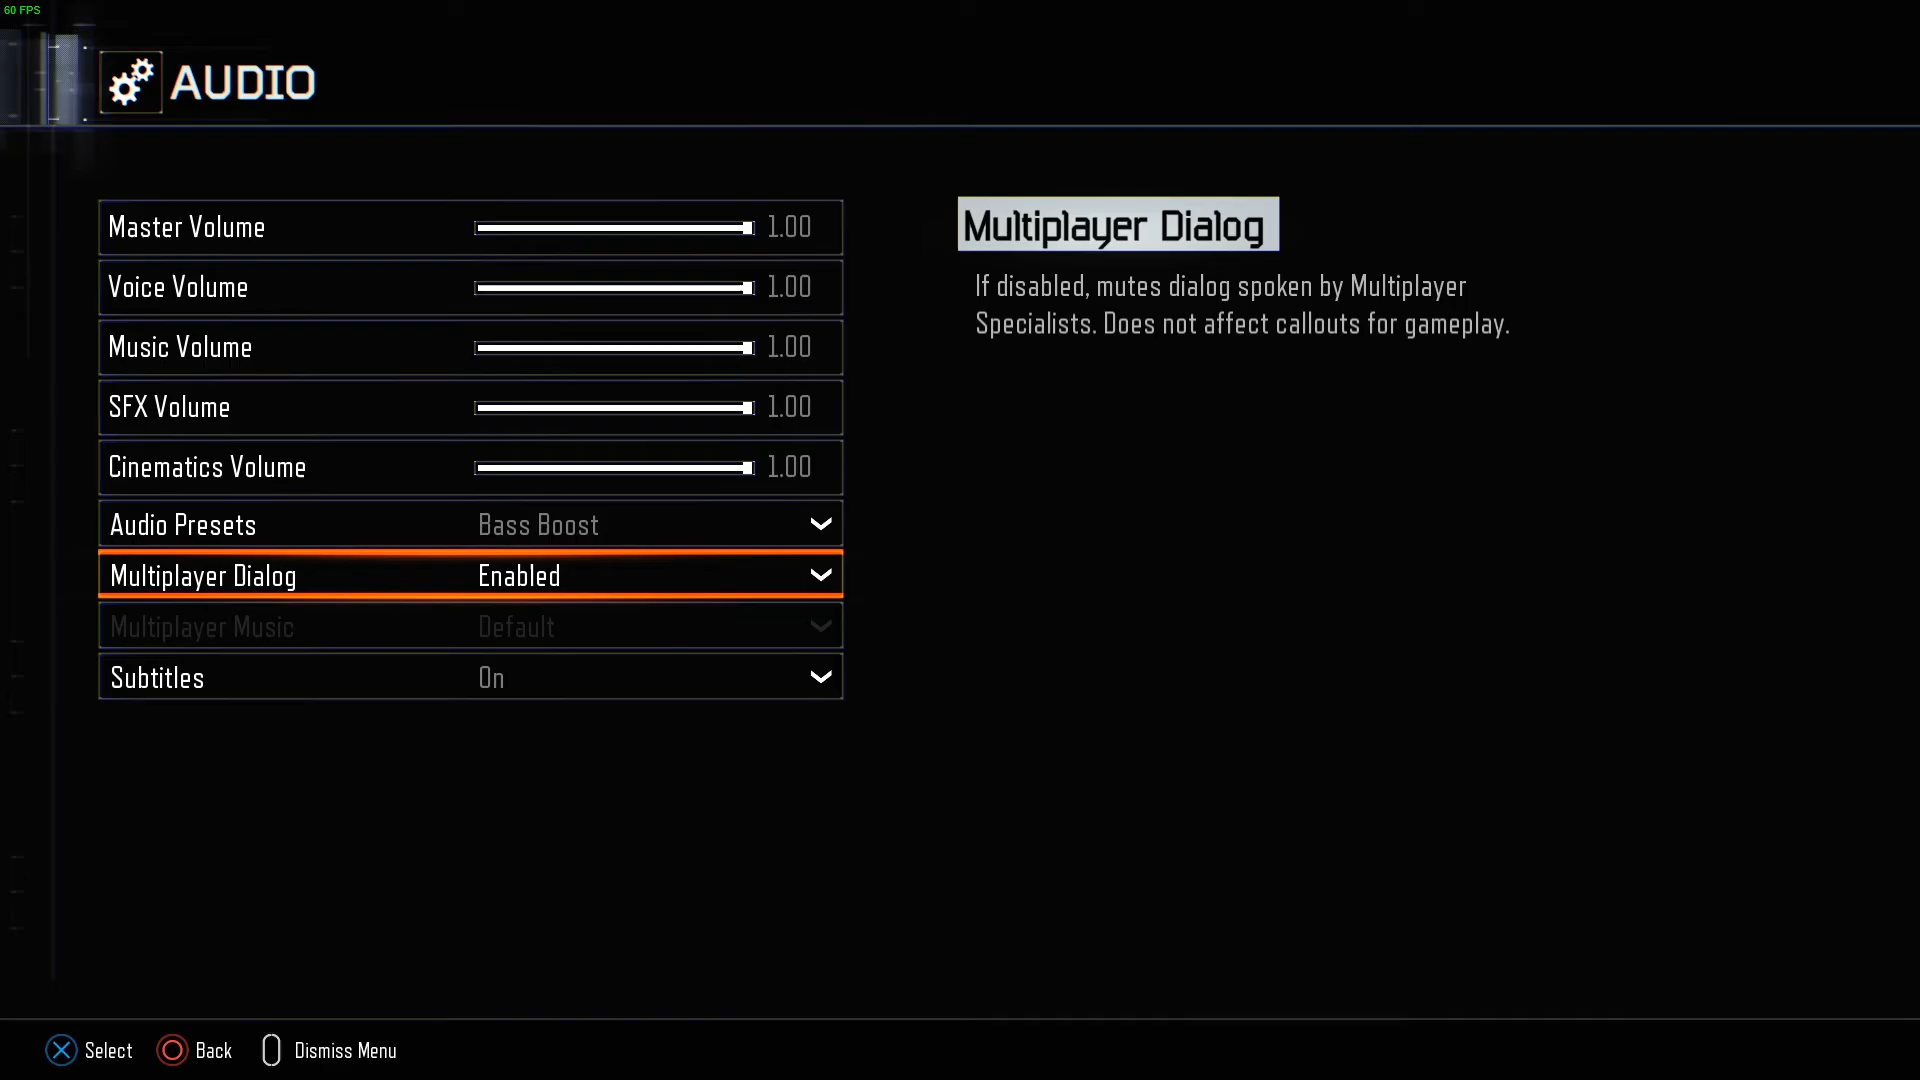 60 FPS
AUDIO
Master Volume 1.00
Voice Volume 1.00
Music Volume 1.00
SFX Volume 1.00
Cinematics Volume 1.00
Audio Presets Bass Boost
Multiplayer Dialog Enabled
Multiplayer Music Default
Subtitles On
Multiplayer Dialog
If disabled, mutes dialog spoken by Multiplayer
Specialists. Does not affect callouts for gameplay.
Select Back Dismiss Menu